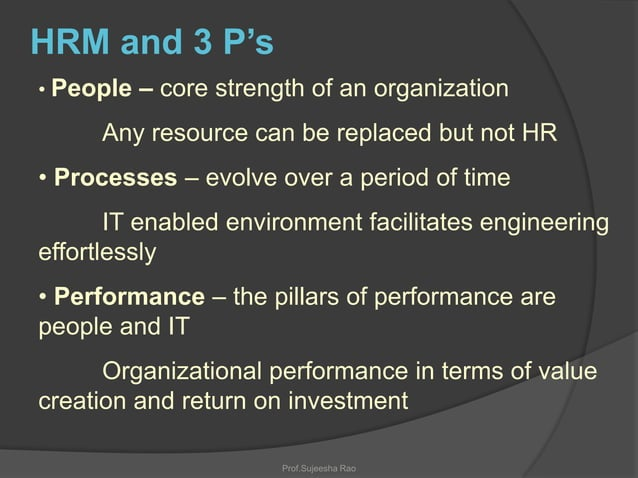 HRM and 3 P’s
• People – core strength of an organization
Any resource can be replaced but not HR
• Processes – evolve over a period of time
IT enabled environment facilitates engineering
effortlessly
• Performance – the pillars of performance are
people and IT
Organizational performance in terms of value
creation and return on investment
Prof.Sujeesha Rao